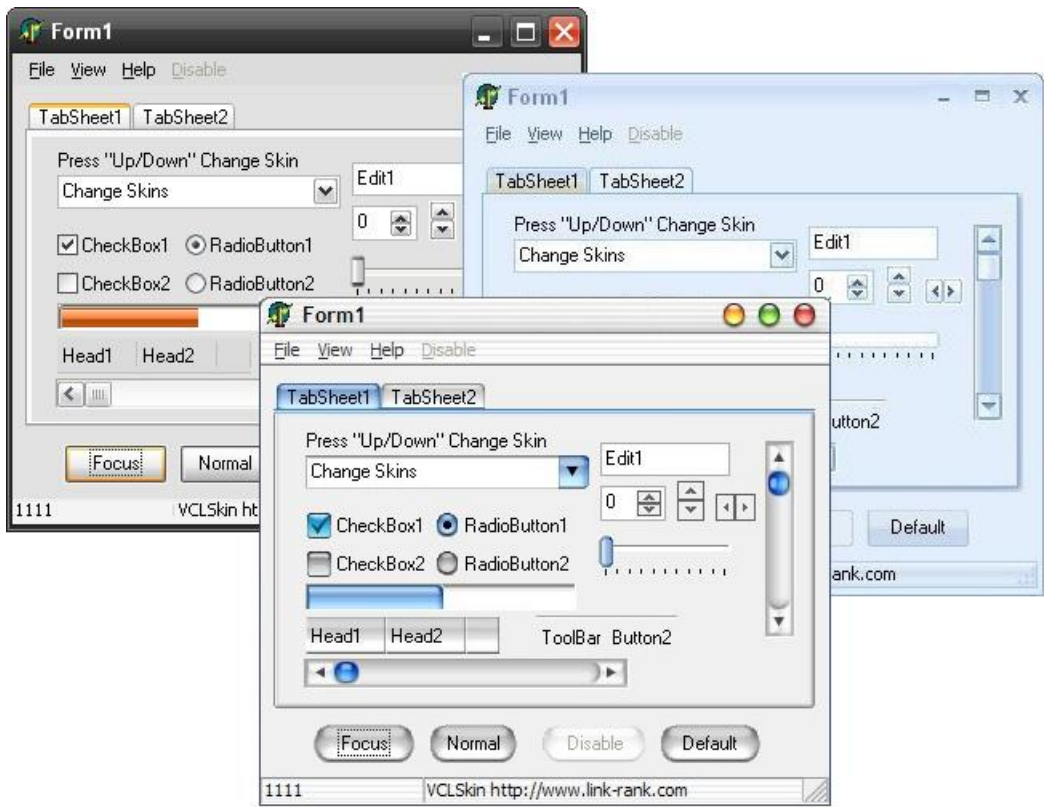 Form1
File View Help Disable
TabSheet1 TabSheet2
Press "Up/Down" Change Skin
Change Skins
Edit1
0
CheckBox1 RadioButton1
CheckBox2 RadioButton2
Head1 Head2
Focus Normal
1111 VCLSkin ht
Form1
File View Help Disable
TabSheet1 TabSheet2
Press "Up/Down" Change Skin
Change Skins
Edit1
0
utton2
Default
ank.com
Form1
File View Help Disable
TabSheet1 TabSheet2
Press "Up/Down" Change Skin
Change Skins
Edit1
0
CheckBox1 RadioButton1
CheckBox2 RadioButton2
Head1 Head2
ToolBar Button2
Focus Normal Disable Default
1111 VCLSkin http://www.link-rank.com